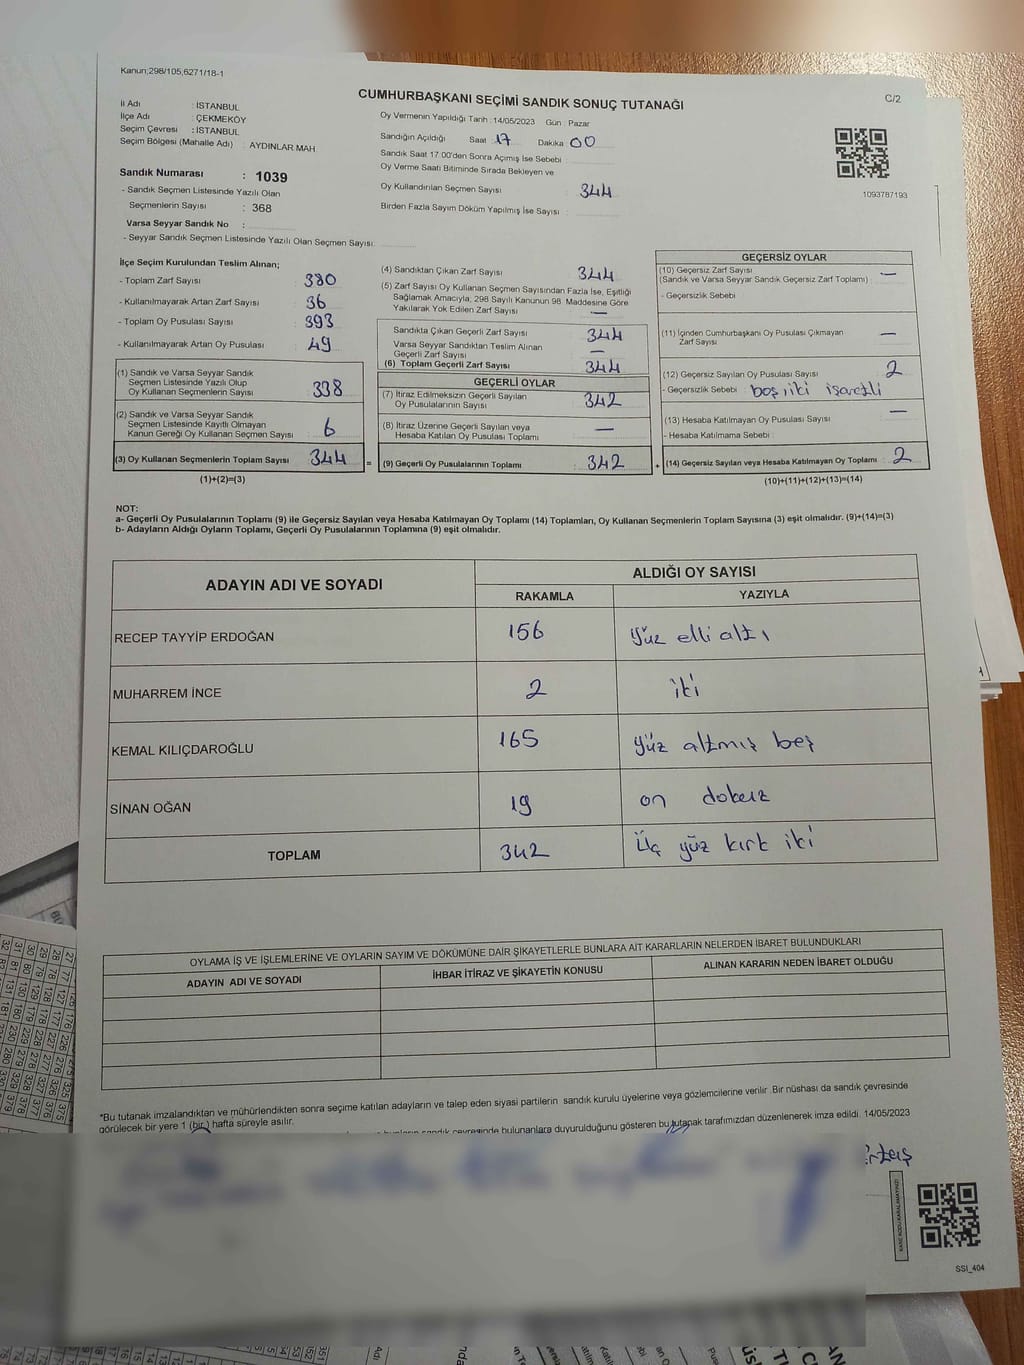 Kanun;298/105;6271/18-1
C/2
CUMHURBAŞKANI SEÇİMİ SANDIK SONUÇ TUTANAĞI
İl Adı : İSTANBUL
İlçe Adı : ÇEKMEKÖY
Seçim Çevresi : İSTANBUL
Seçim Bölgesi (Mahalle Adı) : AYDINLAR MAH.
Oy Vermenin Yapıldığı Tarih :14/05/2023 Gün : Pazar
Sandığın Açıldığı Saat : 17 Dakika : 00
Sandık Saat 17.00'den Sonra Açımış İse Sebebi :
Oy Verme Saati Bitiminde Sırada Bekleyen ve
Oy Kullandırılan Seçmen Sayısı : 344
Birden Fazla Sayım Döküm Yapılmış İse Sayısı :
1093787193
Sandık Numarası : 1039
- Sandık Seçmen Listesinde Yazılı Olan
Seçmenlerin Sayısı : 368
Varsa Seyyar Sandık No :
- Seyyar Sandık Seçmen Listesinde Yazılı Olan Seçmen Sayısı:
İlçe Seçim Kurulundan Teslim Alınan;
- Toplam Zarf Sayısı : 380
- Kullanılmayarak Artan Zarf Sayısı : 36
- Toplam Oy Pusulası Sayısı : 393
- Kullanılmayarak Artan Oy Pusulası : 49
(1) Sandık ve Varsa Seyyar Sandık
Seçmen Listesinde Yazılı Olup
Oy Kullanan Seçmenlerin Sayısı : 338
(2) Sandık ve Varsa Seyyar Sandık
Seçmen Listesinde Kayıtlı Olmayan
Kanun Gereği Oy Kullanan Seçmen Sayısı : 6
(3) Oy Kullanan Seçmenlerin Toplam Sayısı : 344
(1)+(2)=(3)
(4) Sandıktan Çıkan Zarf Sayısı : 344
(5) Zarf Sayısı Oy Kullanan Seçmen Sayısından Fazla İse, Eşitliği
Sağlamak Amacıyla; 298 Sayılı Kanunun 98. Maddesine Göre
Yakılarak Yok Edilen Zarf Sayısı : —
Sandıkta Çıkan Geçerli Zarf Sayısı : 344
Varsa Seyyar Sandıktan Teslim Alınan
Geçerli Zarf Sayısı : —
(6) Toplam Geçerli Zarf Sayısı : 344
GEÇERLİ OYLAR
(7) İtiraz Edilmeksizin Geçerli Sayılan
Oy Pusulalarının Sayısı : 342
(8) İtiraz Üzerine Geçerli Sayılan veya
Hesaba Katılan Oy Pusulası Toplamı : —
= (9) Geçerli Oy Pusulalarının Toplamı : 342
GEÇERSİZ OYLAR
(10) Geçersiz Zarf Sayısı : —
(Sandık ve Varsa Seyyar Sandık Geçersiz Zarf Toplamı)
- Geçersizlik Sebebi
(11) İçinden Cumhurbaşkanı Oy Pusulası Çıkmayan
Zarf Sayısı : —
(12) Geçersiz Sayılan Oy Pusulası Sayısı : 2
- Geçersizlik Sebebi : boş, iki işaretli
(13) Hesaba Katılmayan Oy Pusulası Sayısı : —
- Hesaba Katılmama Sebebi :
+ (14) Geçersiz Sayılan veya Hesaba Katılmayan Oy Toplamı : 2
(10)+(11)+(12)+(13)=(14)
NOT:
a- Geçerli Oy Pusulalarının Toplamı (9) ile Geçersiz Sayılan veya Hesaba Katılmayan Oy Toplamı (14) Toplamları, Oy Kullanan Seçmenlerin Toplam Sayısına (3) eşit olmalıdır. (9)+(14)=(3)
b- Adayların Aldığı Oyların Toplamı, Geçerli Oy Pusulalarının Toplamına (9) eşit olmalıdır.
ADAYIN ADI VE SOYADI ALDIĞI OY SAYISI
RAKAMLA YAZIYLA
RECEP TAYYİP ERDOĞAN 156 Yüz elli altı
MUHARREM İNCE 2 iki
KEMAL KILIÇDAROĞLU 165 yüz altmış beş
SİNAN OĞAN 19 on dokuz
TOPLAM 342 Üç yüz kırk iki
OYLAMA İŞ VE İŞLEMLERİNE VE OYLARIN SAYIM VE DÖKÜMÜNE DAİR ŞİKAYETLERLE BUNLARA AİT KARARLARIN NELERDEN İBARET BULUNDUKLARI
ADAYIN ADI VE SOYADI İHBAR İTİRAZ VE ŞİKAYETİN KONUSU ALINAN KARARIN NEDEN İBARET OLDUĞU
*Bu tutanak imzalandıktan ve mühürlendikten sonra seçime katılan adayların ve talep eden siyasi partilerin sandık kurulu üyelerine veya gözlemcilerine verilir .Bir nüshası da sandık çevresinde
görülecek bir yere 1 (bir ) hafta süreyle asılır.
sandık çevresinde bulunanlara duyurulduğunu gösteren bu tutanak tarafımızdan düzenlenerek imza edildi. 14/05/2023
KARE KODU KARALAMAYINIZ!
SSI_404